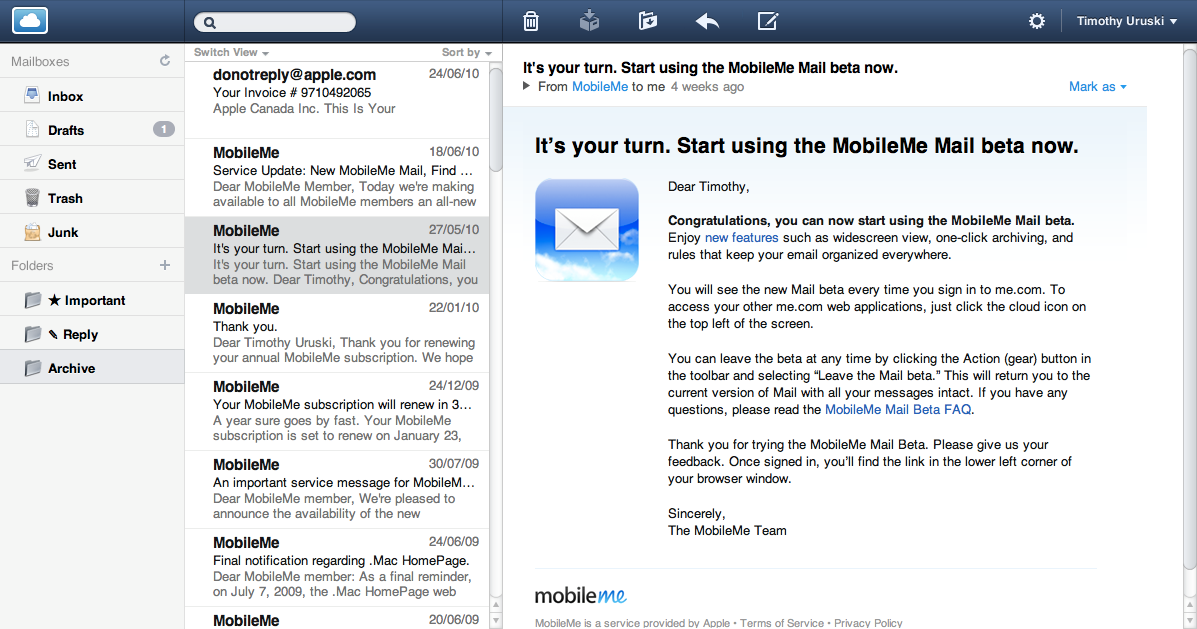 Timothy Uruski
Mailboxes
Inbox
Drafts
1
Sent
Trash
Junk
Folders
★ Important
✎ Reply
Archive
Switch View
Sort by
donotreply@apple.com 24/06/10
Your Invoice # 9710492065
Apple Canada Inc. This Is Your
MobileMe 18/06/10
Service Update: New MobileMe Mail, Find ...
Dear MobileMe Member, Today we're making
available to all MobileMe members an all-new
MobileMe 27/05/10
It's your turn. Start using the MobileMe Mai...
It's your turn. Start using the MobileMe Mail
beta now. Dear Timothy, Congratulations, you
MobileMe 22/01/10
Thank you.
Dear Timothy Uruski, Thank you for renewing
your annual MobileMe subscription. We hope
MobileMe 24/12/09
Your MobileMe subscription will renew in 3...
A year sure goes by fast. Your MobileMe
subscription is set to renew on January 23,
MobileMe 30/07/09
An important service message for MobileM...
Dear MobileMe member, We're pleased to
announce the availability of the new
MobileMe 24/06/09
Final notification regarding .Mac HomePage.
Dear MobileMe member: As a final reminder,
on July 7, 2009, the .Mac HomePage web
MobileMe 20/06/09
It's your turn. Start using the MobileMe Mail beta now.
From MobileMe to me 4 weeks ago
Mark as
It's your turn. Start using the MobileMe Mail beta now.
Dear Timothy,
Congratulations, you can now start using the MobileMe Mail beta.
Enjoy new features such as widescreen view, one-click archiving, and
rules that keep your email organized everywhere.
You will see the new Mail beta every time you sign in to me.com. To
access your other me.com web applications, just click the cloud icon on
the top left of the screen.
You can leave the beta at any time by clicking the Action (gear) button in
the toolbar and selecting “Leave the Mail beta.” This will return you to the
current version of Mail with all your messages intact. If you have any
questions, please read the MobileMe Mail Beta FAQ.
Thank you for trying the MobileMe Mail Beta. Please give us your
feedback. Once signed in, you'll find the link in the lower left corner of
your browser window.
Sincerely,
The MobileMe Team
mobileme
MobileMe is a service provided by Apple • Terms of Service • Privacy Policy